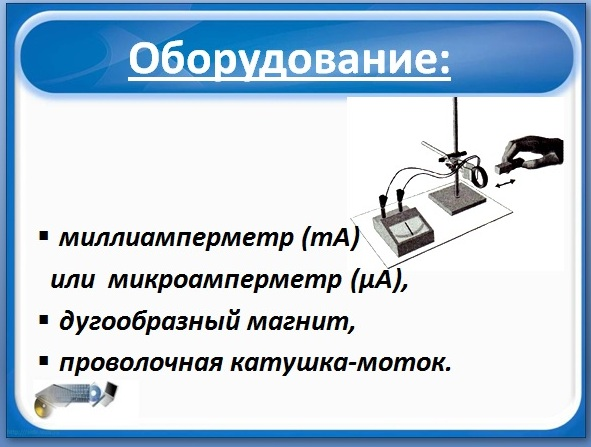 Оборудование:
▪ миллиамперметр (mA)
или микроамперметр (μA),
▪ дугообразный магнит,
▪ проволочная катушка-моток.